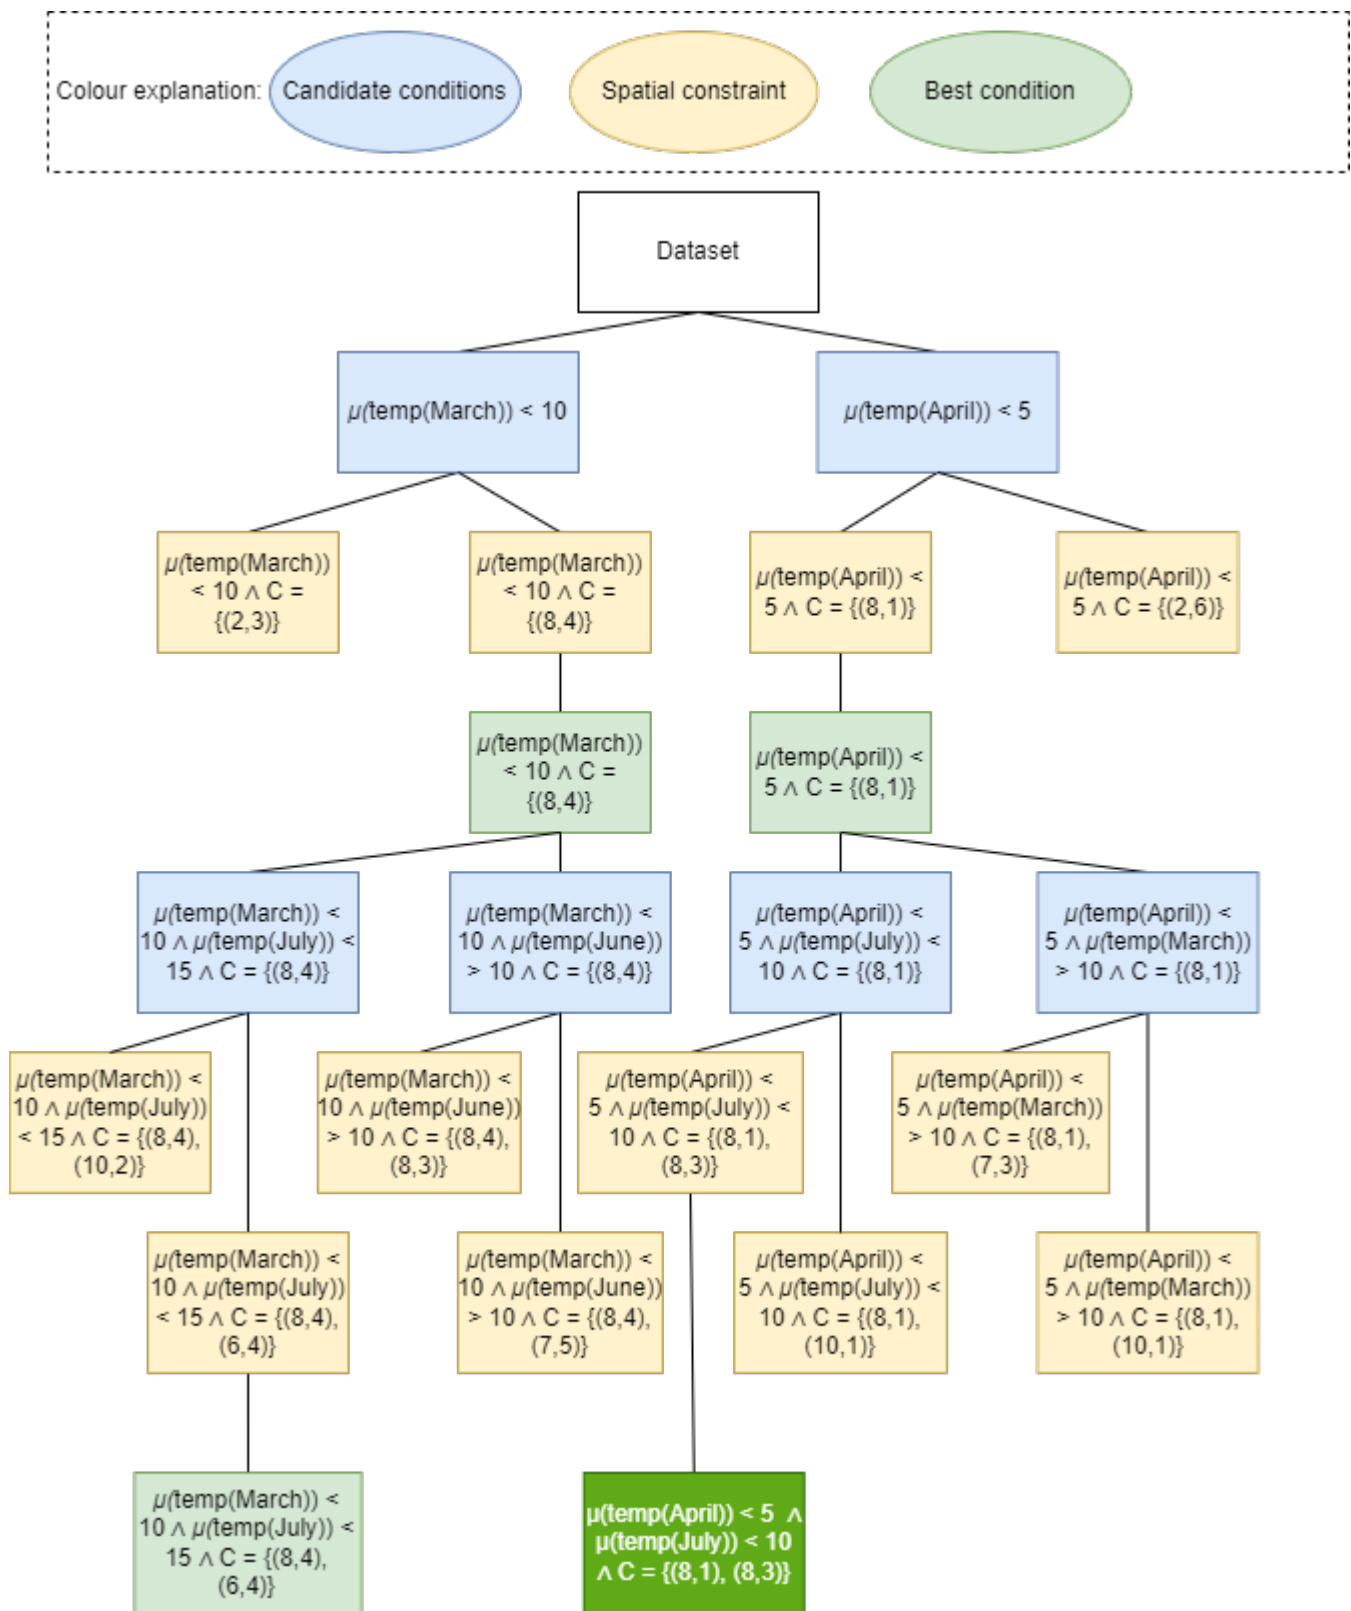 Colour explanation:
Candidate conditions
Spatial constraint
Best condition
Dataset
μ(temp(March)) < 10
μ(temp(April)) < 5
μ(temp(March))
< 10 ∧ C =
{(2,3)}
μ(temp(March))
< 10 ∧ C =
{(8,4)}
μ(temp(April)) <
5 ∧ C = {(8,1)}
μ(temp(April)) <
5 ∧ C = {(2,6)}
μ(temp(March))
< 10 ∧ C =
{(8,4)}
μ(temp(April)) <
5 ∧ C = {(8,1)}
μ(temp(March)) <
10 ∧ μ(temp(July)) <
15 ∧ C = {(8,4)}
μ(temp(March)) <
10 ∧ μ(temp(June))
> 10 ∧ C = {(8,4)}
μ(temp(April)) <
5 ∧ μ(temp(July)) <
10 ∧ C = {(8,1)}
μ(temp(April)) <
5 ∧ μ(temp(March))
> 10 ∧ C = {(8,1)}
μ(temp(March)) <
10 ∧ μ(temp(July))
< 15 ∧ C = {(8,4),
(10,2)}
μ(temp(March)) <
10 ∧ μ(temp(June))
> 10 ∧ C = {(8,4),
(8,3)}
μ(temp(April)) <
5 ∧ μ(temp(July)) <
10 ∧ C = {(8,1),
(8,3)}
μ(temp(April)) <
5 ∧ μ(temp(March))
> 10 ∧ C = {(8,1),
(7,3)}
μ(temp(March)) <
10 ∧ μ(temp(July))
< 15 ∧ C = {(8,4),
(6,4)}
μ(temp(March)) <
10 ∧ μ(temp(June))
> 10 ∧ C = {(8,4),
(7,5)}
μ(temp(April)) <
5 ∧ μ(temp(July)) <
10 ∧ C = {(8,1),
(10,1)}
μ(temp(April)) <
5 ∧ μ(temp(March))
> 10 ∧ C = {(8,1),
(10,1)}
μ(temp(March)) <
10 ∧ μ(temp(July)) <
15 ∧ C = {(8,4),
(6,4)}
μ(temp(April)) < 5 ∧
μ(temp(July)) < 10
∧ C = {(8,1), (8,3)}